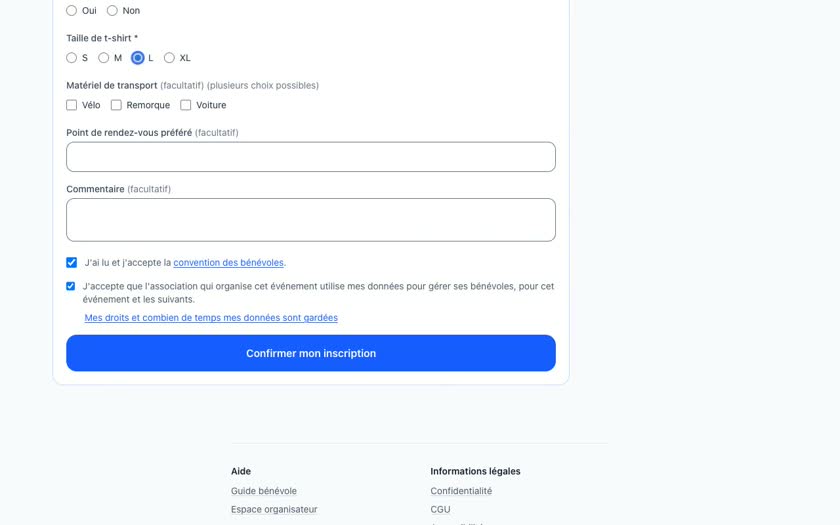 Oui Non
Taille de t-shirt *
S M L XL
Matériel de transport (facultatif) (plusieurs choix possibles)
Vélo Remorque Voiture
Point de rendez-vous préféré (facultatif)
Commentaire (facultatif)
J'ai lu et j'accepte la convention des bénévoles.
J'accepte que l'association qui organise cet événement utilise mes données pour gérer ses bénévoles, pour cet
événement et les suivants.
Mes droits et combien de temps mes données sont gardées
Confirmer mon inscription
Aide Informations légales
Guide bénévole Confidentialité
Espace organisateur CGU